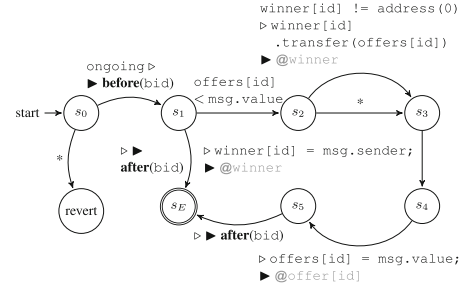 winner[id] != address(0)
▷ winner[id]
.transfer(offers[id])
▶ @winner
ongoing ▷
▶ before(bid)
offers[id]
< msg.value
*
start
s0
s1
s2
s3
*
▷ ▶
after(bid)
▷ winner[id] = msg.sender;
▶ @winner
revert
sE
s5
s4
▷ ▶ after(bid)
▷ offers[id] = msg.value;
▶ @offer[id]